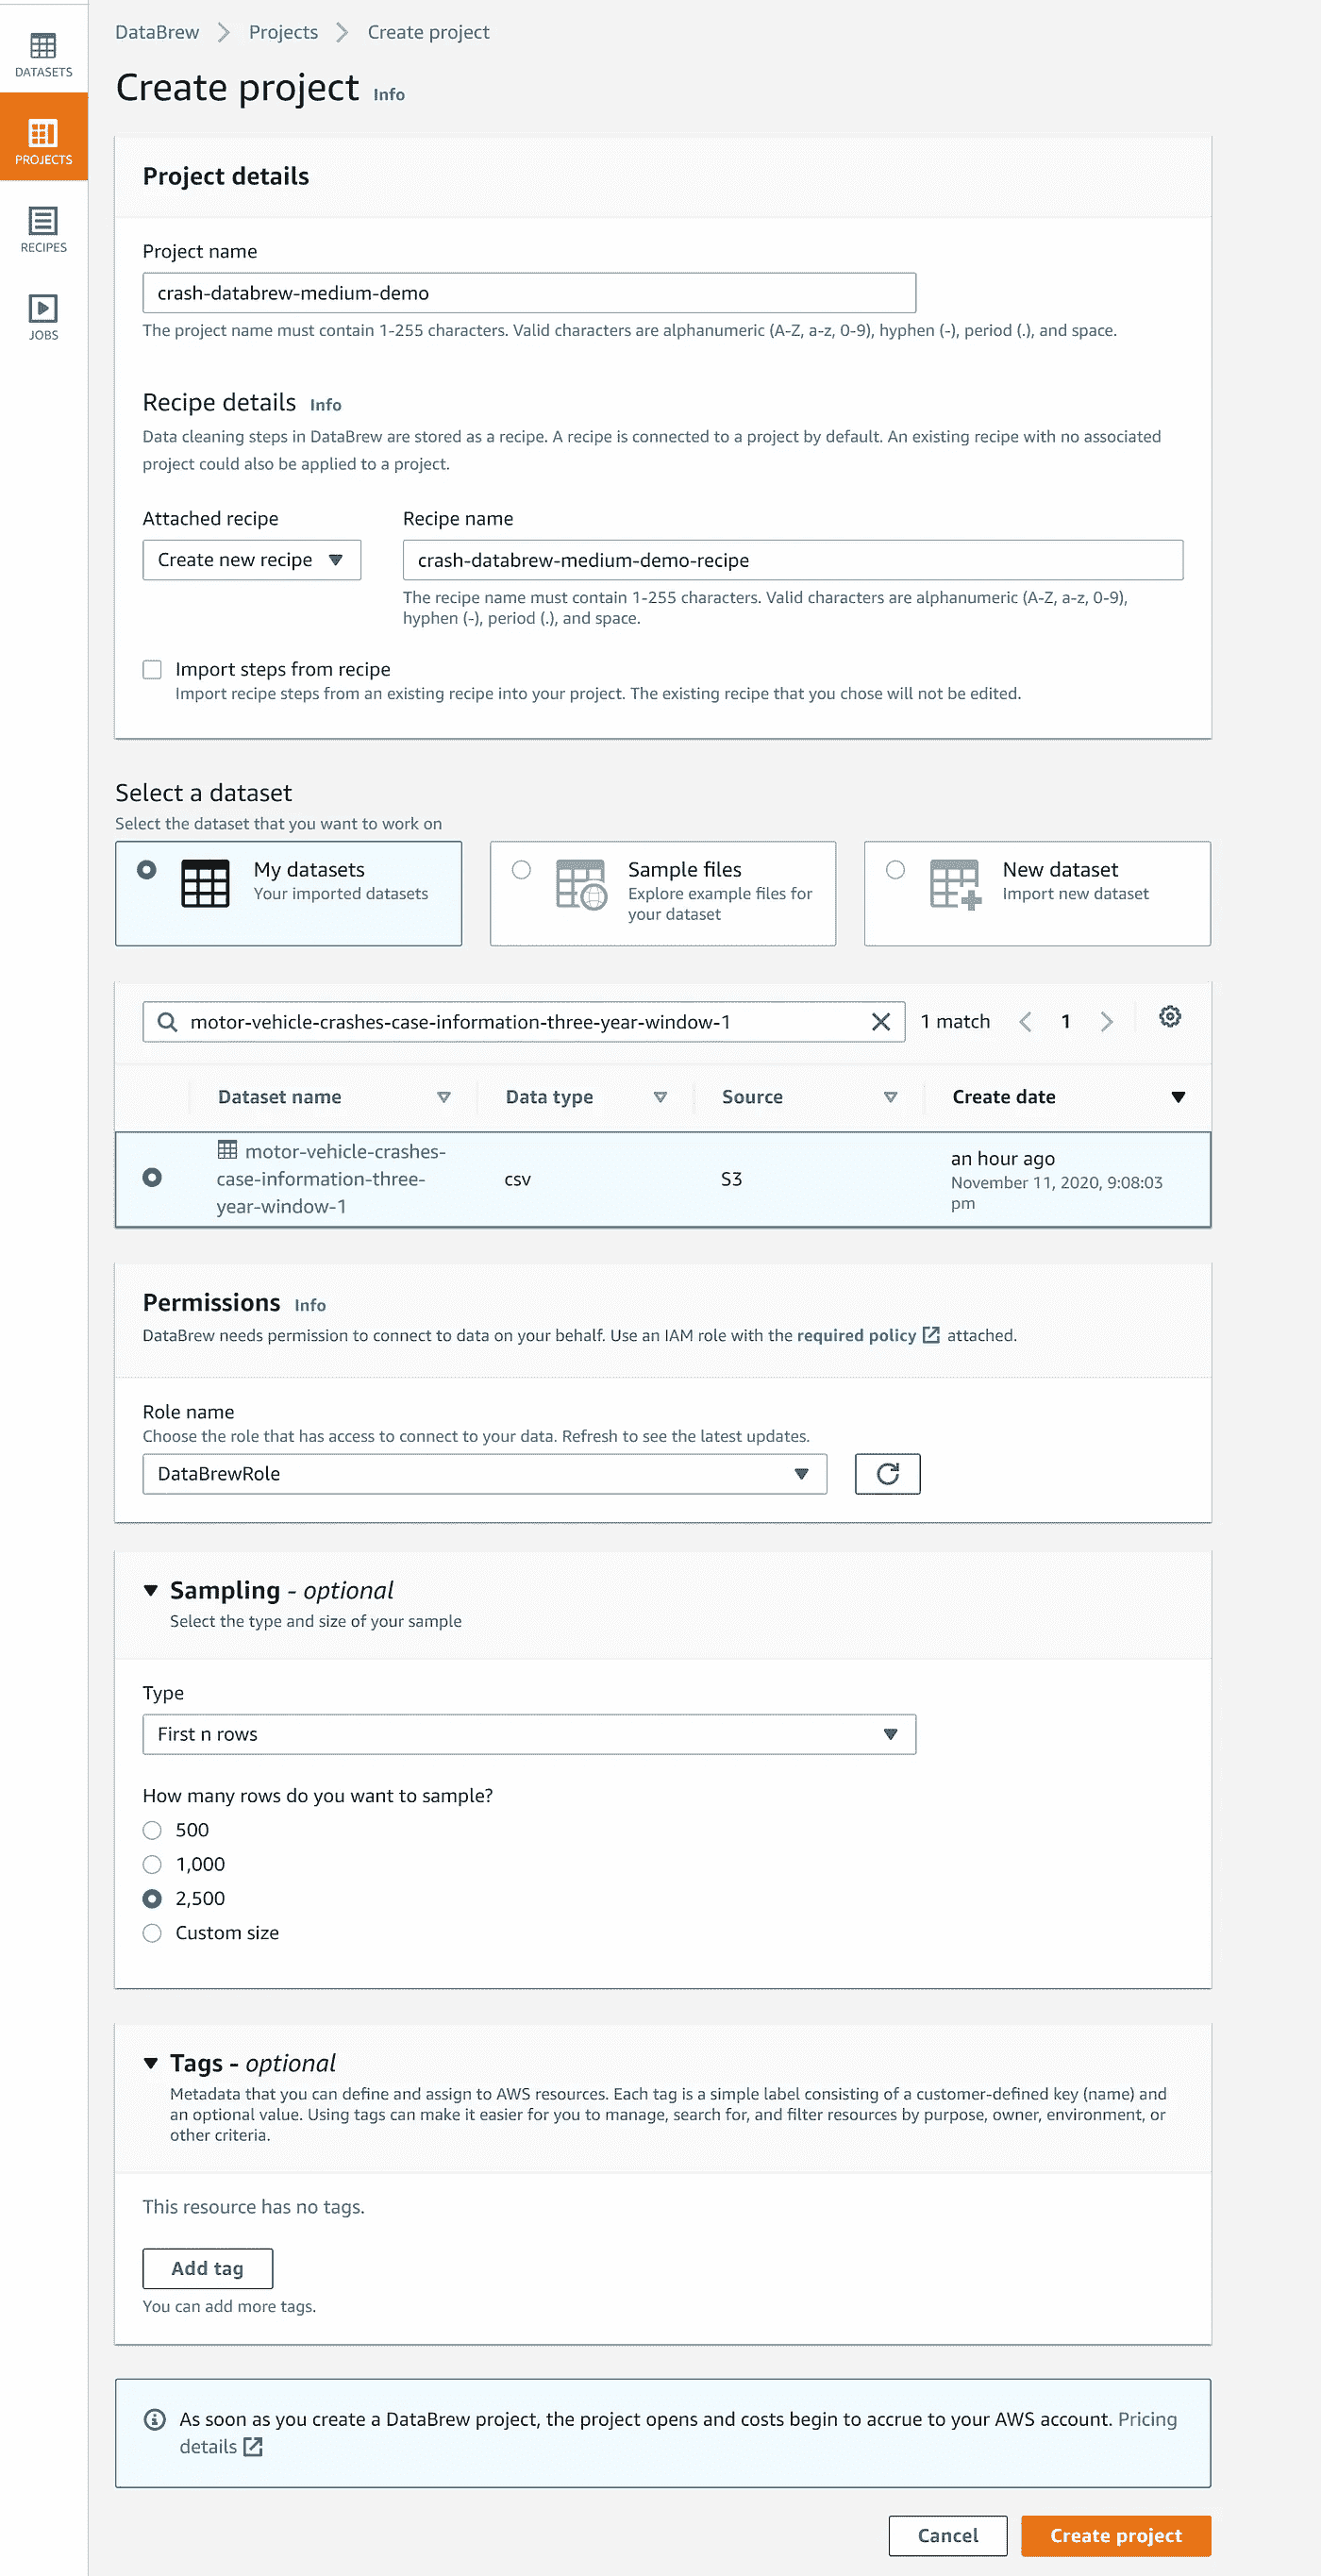 DataBrew > Projects > Create project
DATASETS
PROJECTS
RECIPES
JOBS
Create project Info
Project details
Project name
crash-databrew-medium-demo
The project name must contain 1-255 characters. Valid characters are alphanumeric (A-Z, a-z, 0-9), hyphen (-), period (.), and space.
Recipe details Info
Data cleaning steps in DataBrew are stored as a recipe. A recipe is connected to a project by default. An existing recipe with no associated
project could also be applied to a project.
Attached recipe Recipe name
Create new recipe crash-databrew-medium-demo-recipe
The recipe name must contain 1-255 characters. Valid characters are alphanumeric (A-Z, a-z, 0-9),
hyphen (-), period (.), and space.
Import steps from recipe
Import recipe steps from an existing recipe into your project. The existing recipe that you chose will not be edited.
Select a dataset
Select the dataset that you want to work on
My datasets
Your imported datasets
Sample files
Explore example files for
your dataset
New dataset
Import new dataset
motor-vehicle-crashes-case-information-three-year-window-1 1 match 1
Dataset name Data type Source Create date
motor-vehicle-crashes-
case-information-three-
year-window-1
csv
S3
an hour ago
November 11, 2020, 9:08:03
pm
Permissions Info
DataBrew needs permission to connect to data on your behalf. Use an IAM role with the required policy attached.
Role name
Choose the role that has access to connect to your data. Refresh to see the latest updates.
DataBrewRole
Sampling - optional
Select the type and size of your sample
Type
First n rows
How many rows do you want to sample?
500
1,000
2,500
Custom size
Tags - optional
Metadata that you can define and assign to AWS resources. Each tag is a simple label consisting of a customer-defined key (name) and
an optional value. Using tags can make it easier for you to manage, search for, and filter resources by purpose, owner, environment, or
other criteria.
This resource has no tags.
Add tag
You can add more tags.
As soon as you create a DataBrew project, the project opens and costs begin to accrue to your AWS account. Pricing
details
Cancel Create project